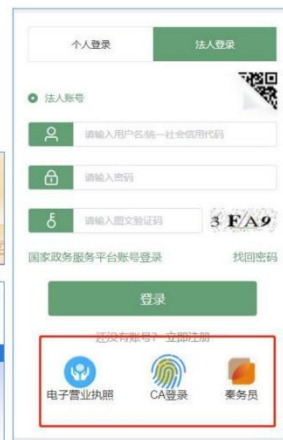 个人登录 法人登录
法人账号
请输入用户名/统一社会信用代码
请输入密码
请输入图文验证码 3 F/A9
国家政务服务平台账号登录 找回密码
登录
还没有账号? 立即注册
电子营业执照 CA登录 秦务员